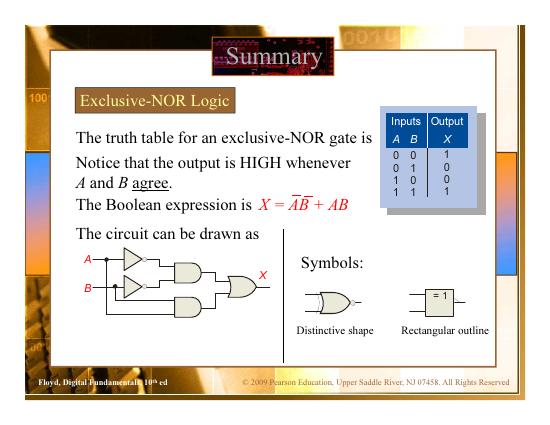 Summary
Exclusive-NOR Logic
The truth table for an exclusive-NOR gate is
Notice that the output is HIGH whenever
A and B agree.
The Boolean expression is X = A̅B̅ + AB
The circuit can be drawn as
Inputs Output
A B X
0 0 1
0 1 0
1 0 0
1 1 1
A
B
X
Symbols:
= 1
Distinctive shape
Rectangular outline
Floyd, Digital Fundamentals, 10th ed
© 2009 Pearson Education, Upper Saddle River, NJ 07458. All Rights Reserved